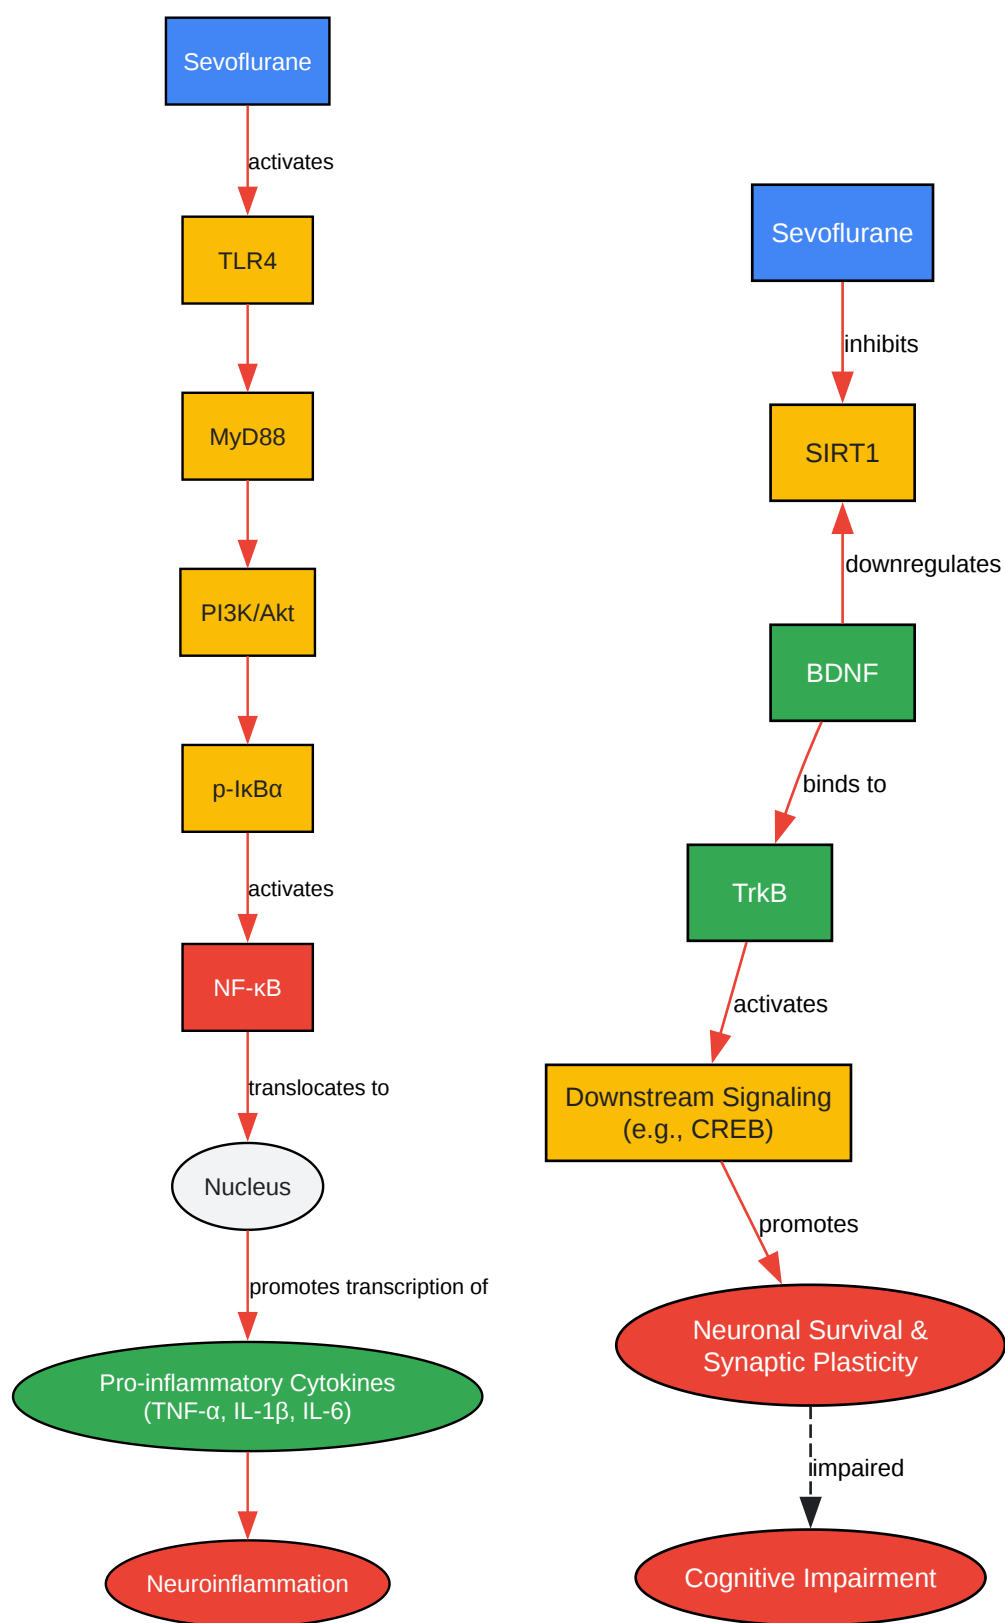 Sevoflurane
activates
TLR4
MyD88
PI3K/Akt
p-IκBα
activates
NF-κB
translocates to
Nucleus
promotes transcription of
Pro-inflammatory Cytokines
(TNF-α, IL-1β, IL-6)
Neuroinflammation
Sevoflurane
inhibits
SIRT1
downregulates
BDNF
binds to
TrkB
activates
Downstream Signaling
(e.g., CREB)
promotes
Neuronal Survival &
Synaptic Plasticity
impaired
Cognitive Impairment